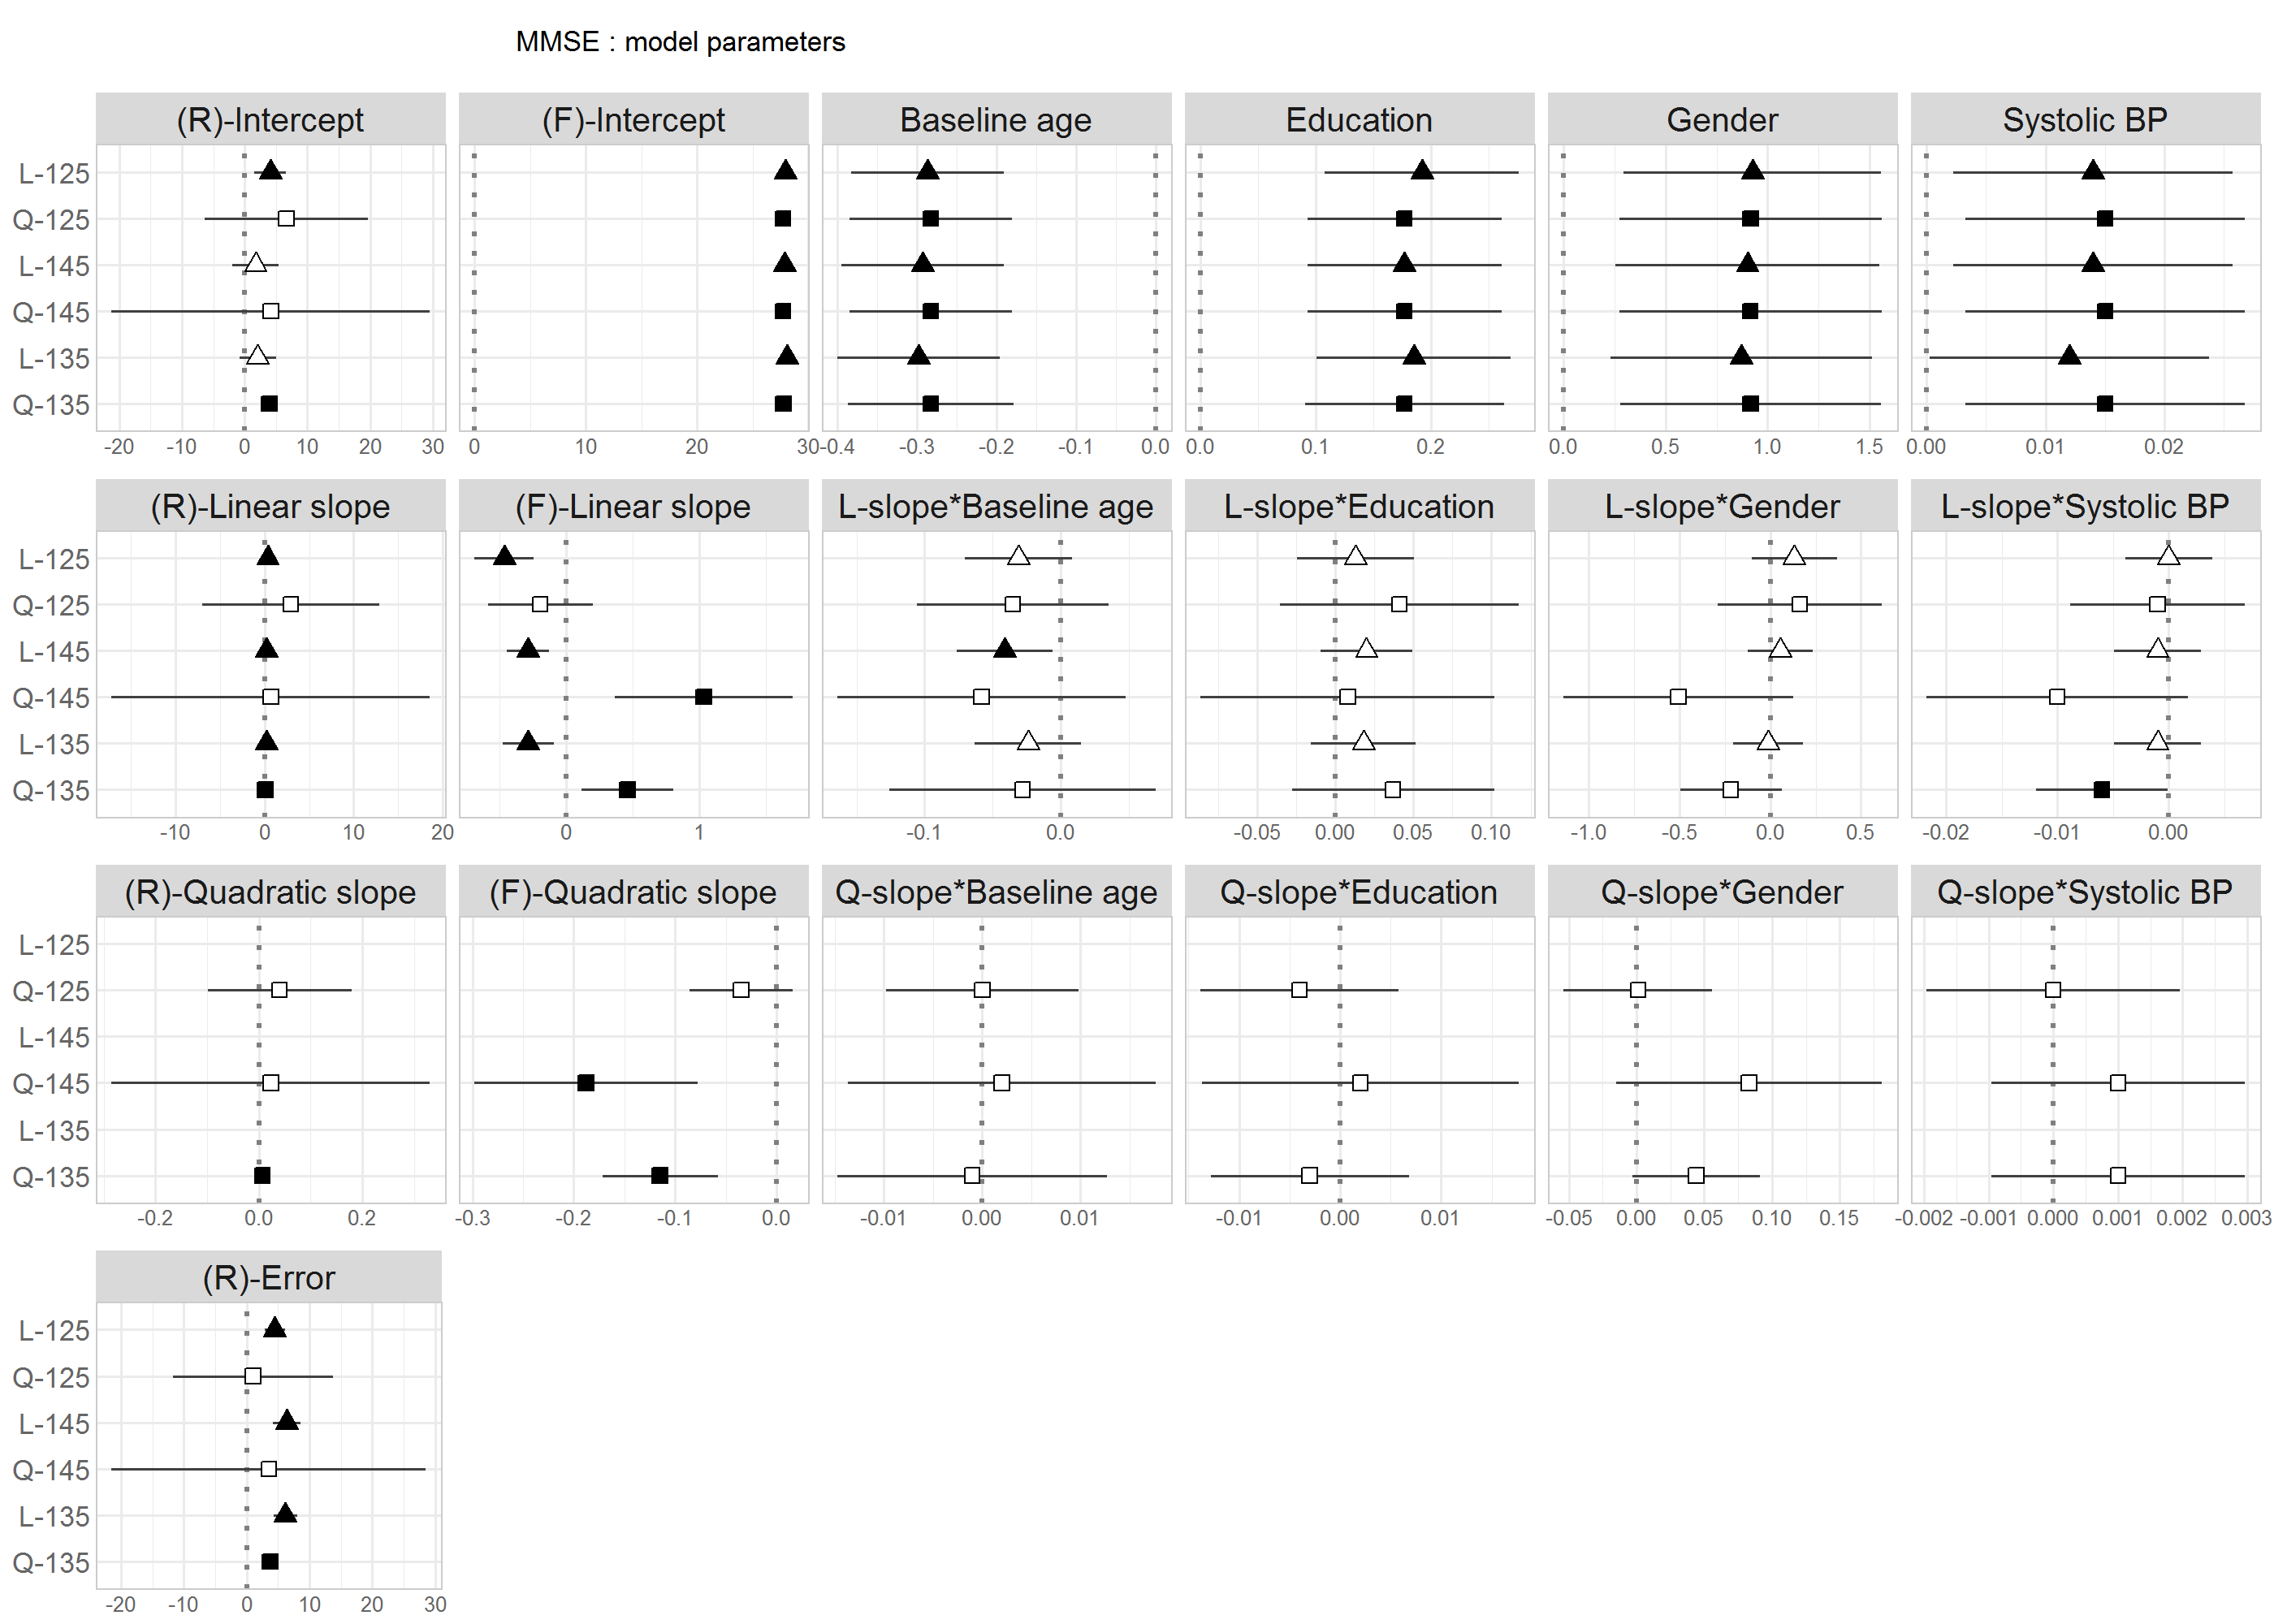 MMSE : model parameters
(R)-Intercept (F)-Intercept Baseline age Education Gender Systolic BP
L-125
Q-125
L-145
Q-145
L-135
Q-135
-20 -10 0 10 20 30 0 10 20 30 -0.4 -0.3 -0.2 -0.1 0.0 0.0 0.1 0.2 0.0 0.5 1.0 1.5 0.00 0.01 0.02
(R)-Linear slope (F)-Linear slope L-slope*Baseline age L-slope*Education L-slope*Gender L-slope*Systolic BP
L-125
Q-125
L-145
Q-145
L-135
Q-135
-10 0 10 20 0 1 -0.1 0.0 -0.05 0.00 0.05 0.10 -1.0 -0.5 0.0 0.5 -0.02 -0.01 0.00
(R)-Quadratic slope (F)-Quadratic slope Q-slope*Baseline age Q-slope*Education Q-slope*Gender Q-slope*Systolic BP
L-125
Q-125
L-145
Q-145
L-135
Q-135
-0.2 0.0 0.2 -0.3 -0.2 -0.1 0.0 -0.01 0.00 0.01 -0.01 0.00 0.01 -0.05 0.00 0.05 0.10 0.15 -0.002 -0.001 0.000 0.001 0.002 0.003
(R)-Error
L-125
Q-125
L-145
Q-145
L-135
Q-135
-20 -10 0 10 20 30